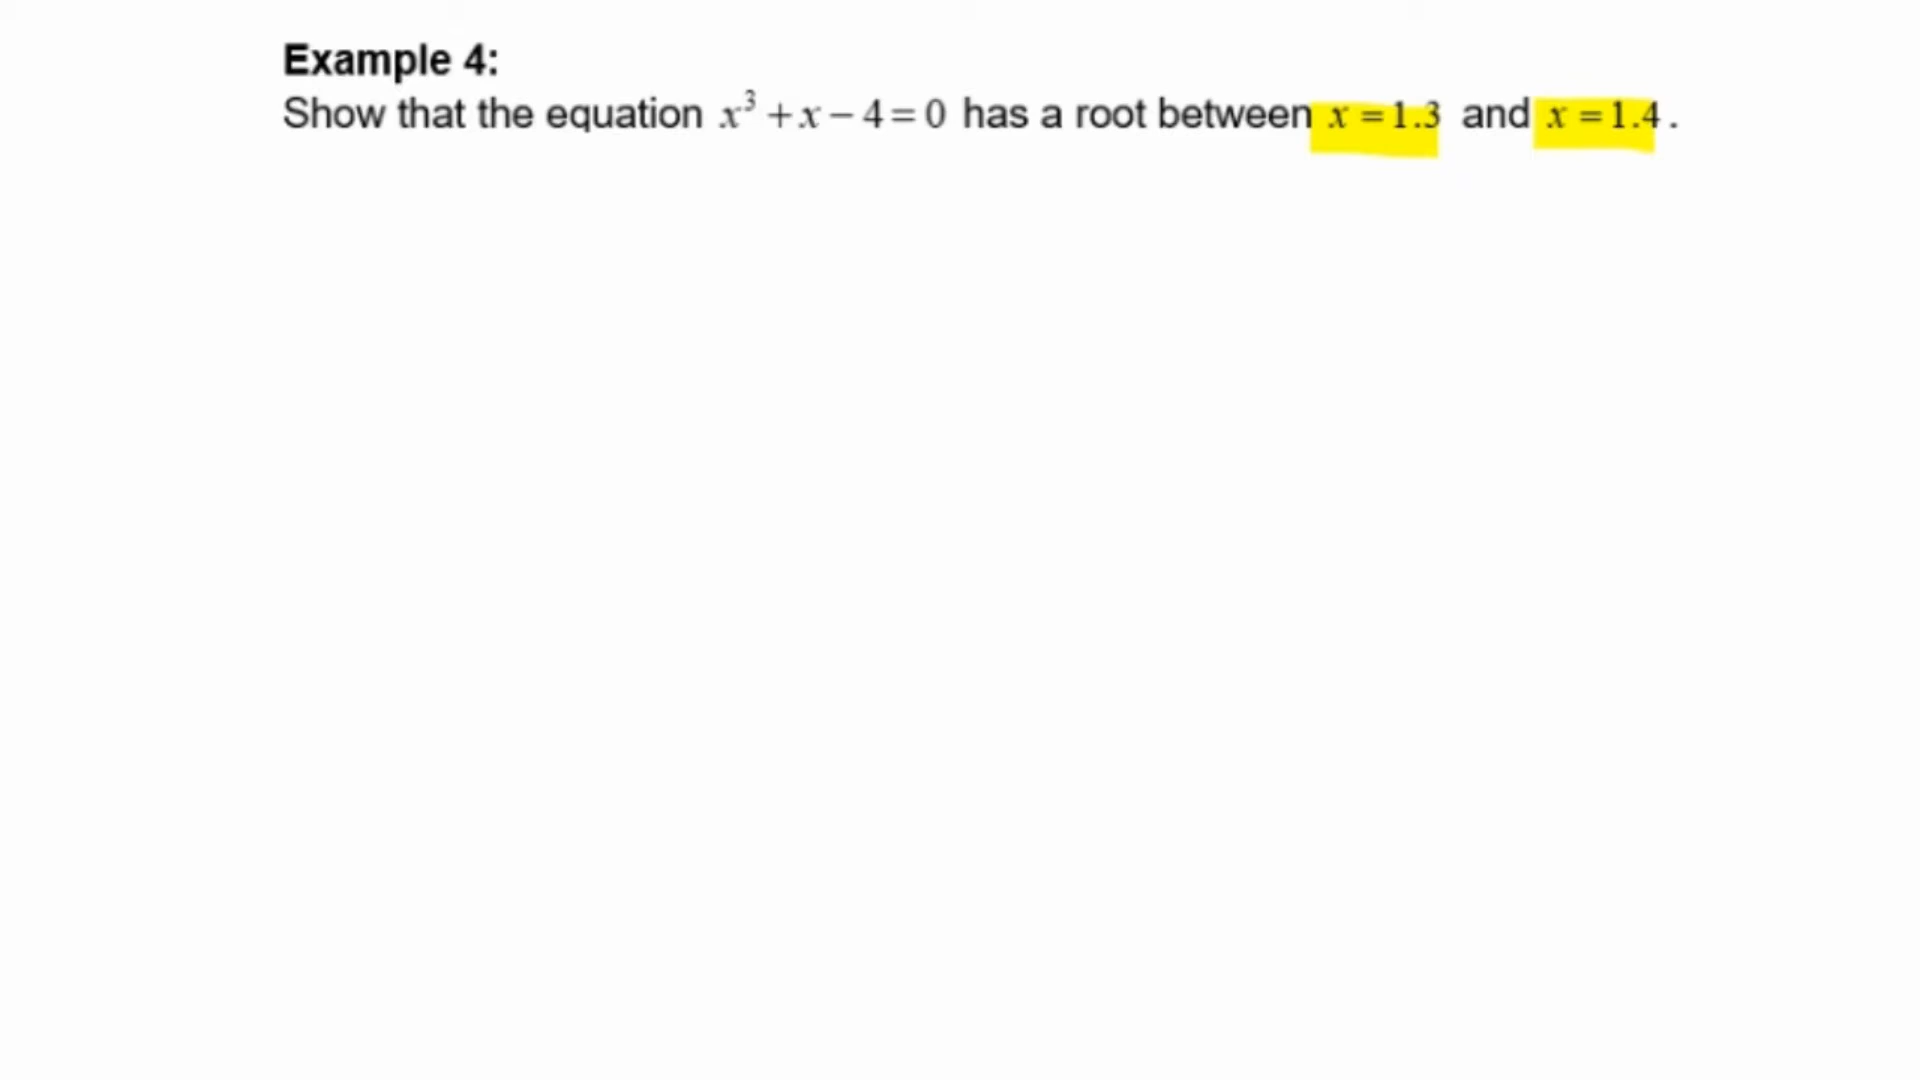 Example 4:
Show that the equation x³ + x − 4 = 0 has a root between x = 1.3 and x = 1.4 .